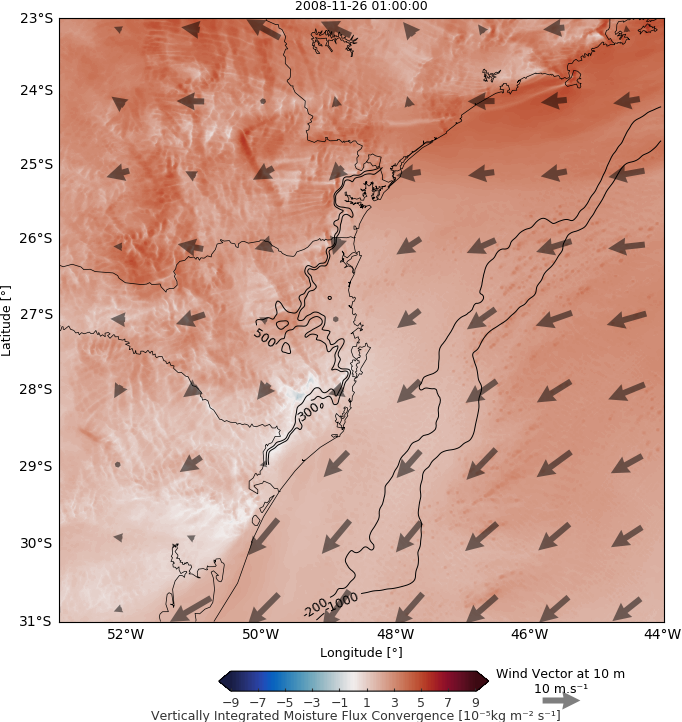 2008-11-26 01:00:00
23°S
24°S
25°S
26°S
27°S
28°S
29°S
30°S
31°S
Latitude [°]
500
300
-200
-1000
52°W 50°W 48°W 46°W 44°W
Longitude [°]
Wind Vector at 10 m
10 m.s⁻¹
−9 −7 −5 −3 −1 1 3 5 7 9
Vertically Integrated Moisture Flux Convergence [10⁻⁵kg m⁻² s⁻¹]